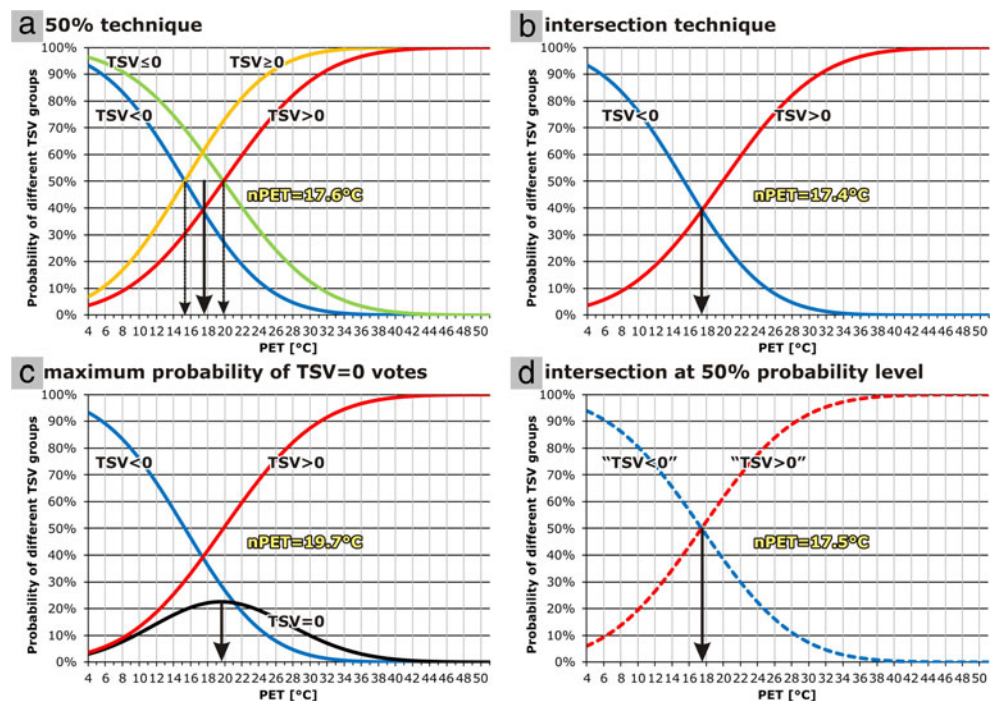 a 50% technique
Probability of different TSV groups
100%
90%
80%
70%
60%
50%
40%
30%
20%
10%
0%
TSV≤0
TSV≥0
TSV<0
TSV>0
nPET=17.6°C
4 6 8 10 12 14 16 18 20 22 24 26 28 30 32 34 36 38 40 42 44 46 48 50
PET [°C]
b intersection technique
Probability of different TSV groups
100%
90%
80%
70%
60%
50%
40%
30%
20%
10%
0%
TSV<0
TSV>0
nPET=17.4°C
4 6 8 10 12 14 16 18 20 22 24 26 28 30 32 34 36 38 40 42 44 46 48 50
PET [°C]
c maximum probability of TSV=0 votes
Probability of different TSV groups
100%
90%
80%
70%
60%
50%
40%
30%
20%
10%
0%
TSV<0
TSV>0
nPET=19.7°C
TSV=0
4 6 8 10 12 14 16 18 20 22 24 26 28 30 32 34 36 38 40 42 44 46 48 50
PET [°C]
d intersection at 50% probability level
Probability of different TSV groups
100%
90%
80%
70%
60%
50%
40%
30%
20%
10%
0%
“TSV<0”
“TSV>0”
nPET=17.5°C
4 6 8 10 12 14 16 18 20 22 24 26 28 30 32 34 36 38 40 42 44 46 48 50
PET [°C]